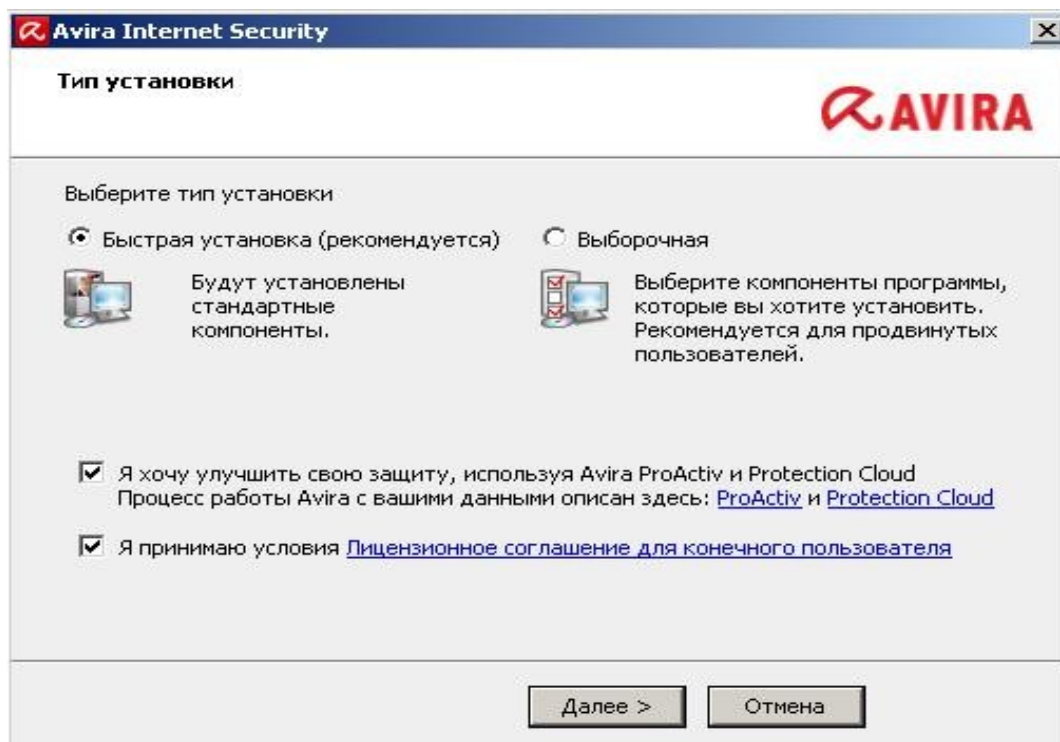 Avira Internet Security
Тип установки
AVIRA
Выберите тип установки
Быстрая установка (рекомендуется)
Выборочная
Будут установлены
стандартные
компоненты.
Выберите компоненты программы,
которые вы хотите установить.
Рекомендуется для продвинутых
пользователей.
Я хочу улучшить свою защиту, используя Avira ProActiv и Protection Cloud
Процесс работы Avira с вашими данными описан здесь: ProActiv и Protection Cloud
Я принимаю условия Лицензионное соглашение для конечного пользователя
Далее >
Отмена